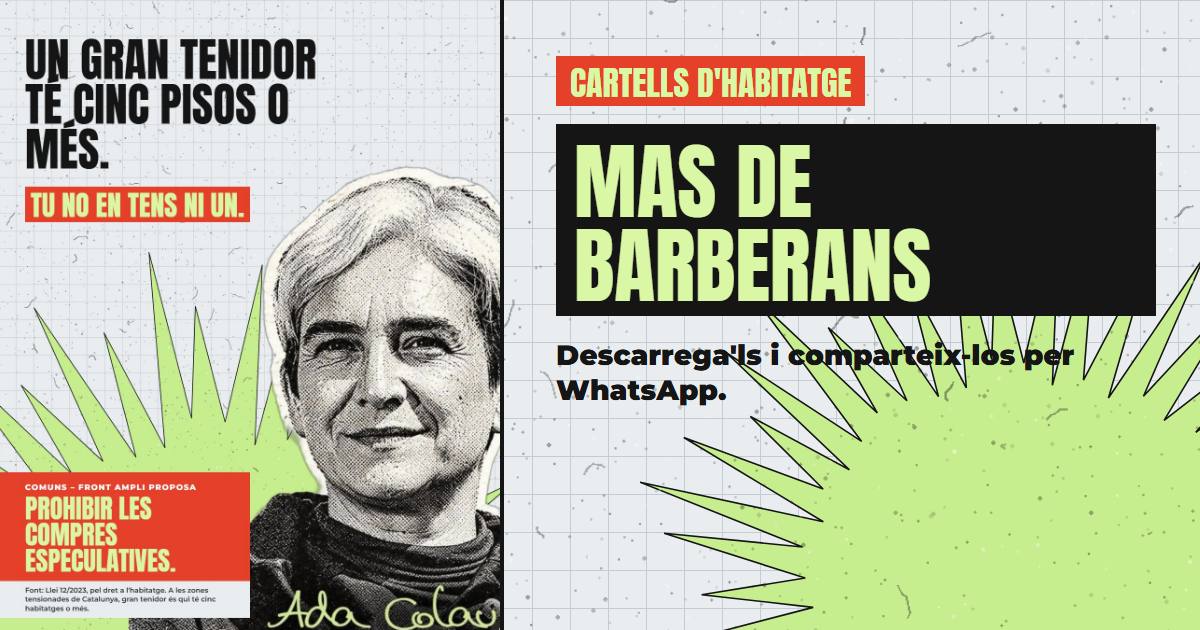 UN GRAN TENIDOR
TÉ CINC PISOS O
MÉS.
TU NO EN TENS NI UN.
COMUNS – FRONT AMPLI PROPOSA
PROHIBIR LES
COMPRES
ESPECULATIVES.
Font: Llei 12/2023, pel dret a l'habitatge. A les zones
tensionades de Catalunya, gran tenidor és qui té cinc
habitatges o més.
Ada Colau
CARTELLS D'HABITATGE
MAS DE
BARBERANS
Descarrega'ls i comparteix-los per
WhatsApp.